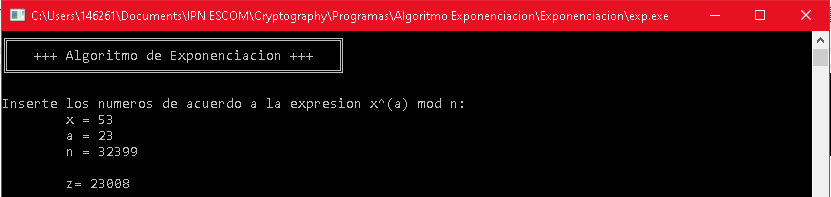 C:\Users\146261\Documents\IPN ESCOM\Cryptography\Programas\Algoritmo Exponenciacion\Exponenciacion\exp.exe
+++ Algoritmo de Exponenciacion +++
Inserte los numeros de acuerdo a la expresion x^(a) mod n:
x = 53
a = 23
n = 32399
z= 23008